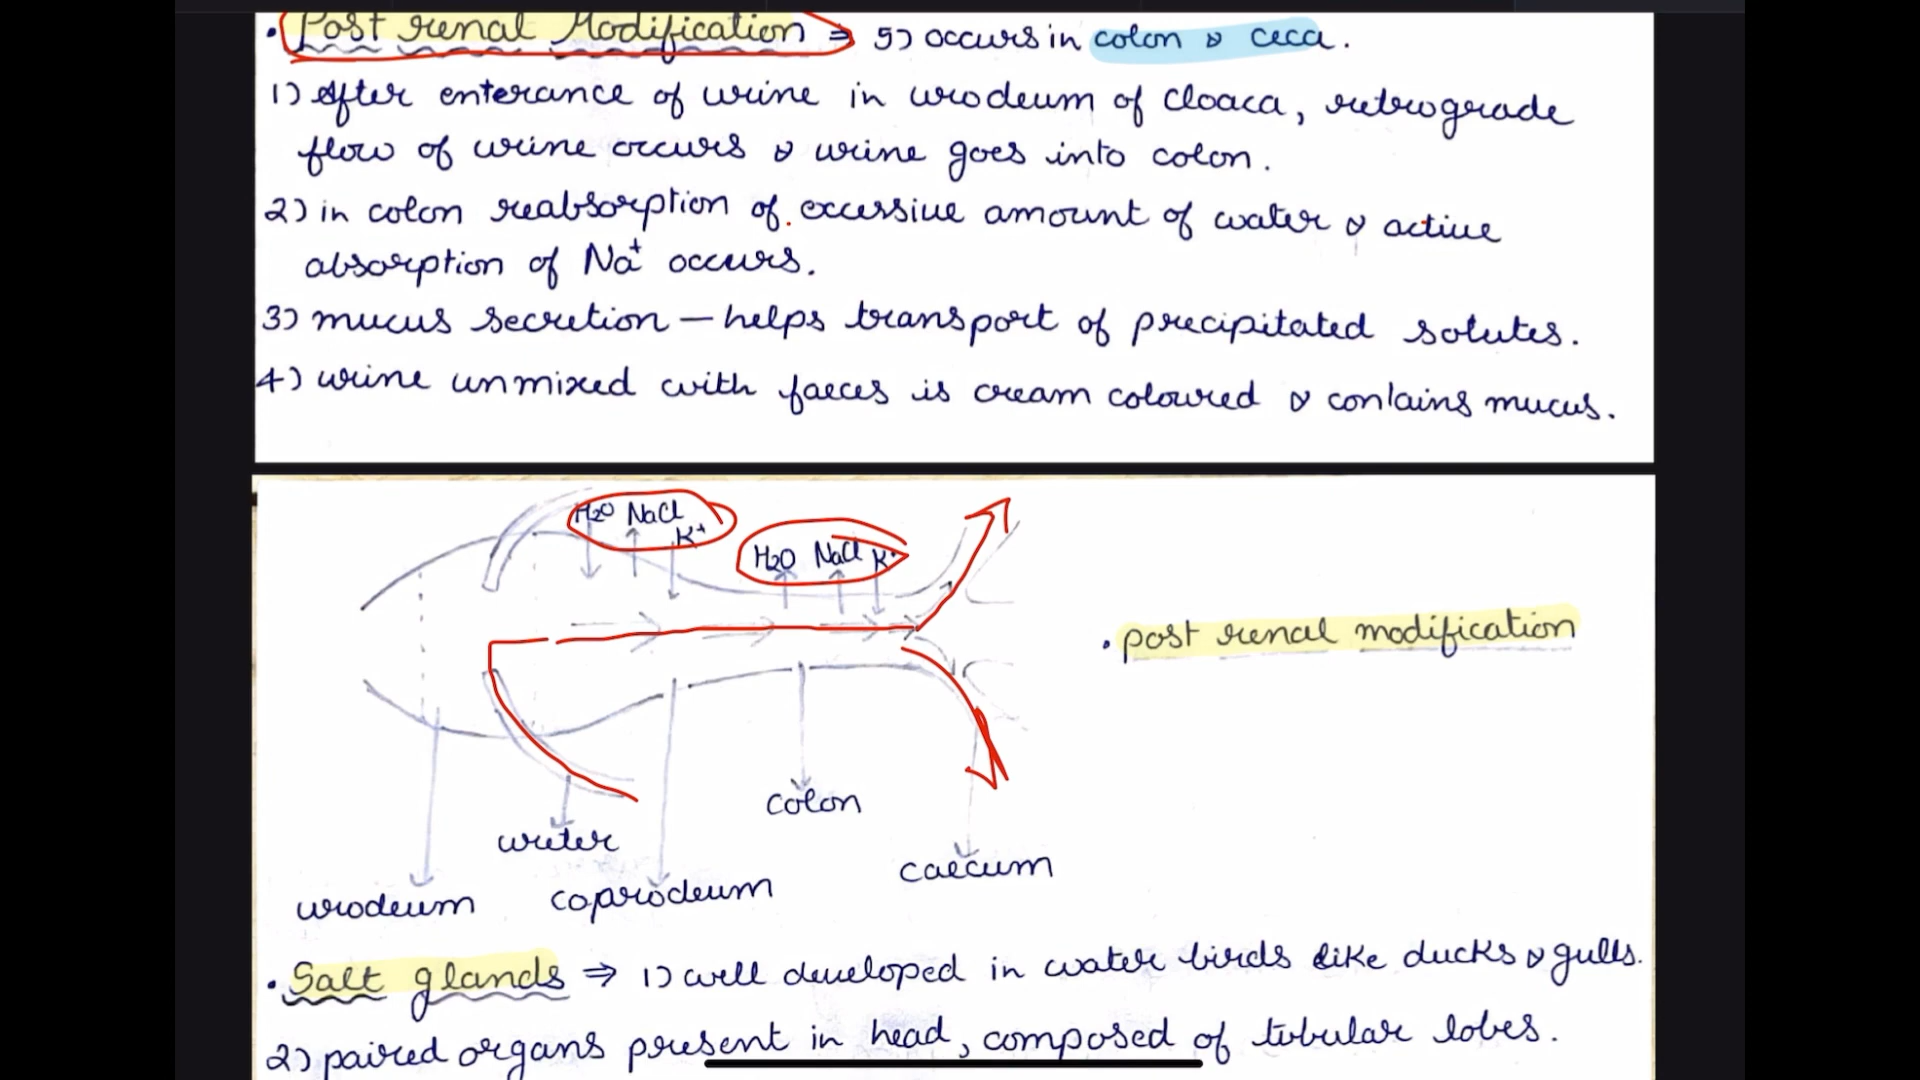 • Post renal Modification ⇒ 5) occurs in colon & ceca.
1) After enterance of urine in urodeum of cloaca, retrograde
flow of urine occurs & urine goes into colon.
2) in colon reabsorption of excessive amount of water & active
absorption of Na+ occurs.
3) mucus secretion – helps transport of precipitated solutes.
4) urine unmixed with faeces is cream coloured & contains mucus.
H2O NaCl K+
H2O NaCl K+
• post renal modification
colon
ureter
caecum
urodeum coprodeum
• Salt glands ⇒ 1) well developed in water birds like ducks & gulls.
2) paired organs present in head, composed of tubular lobes.